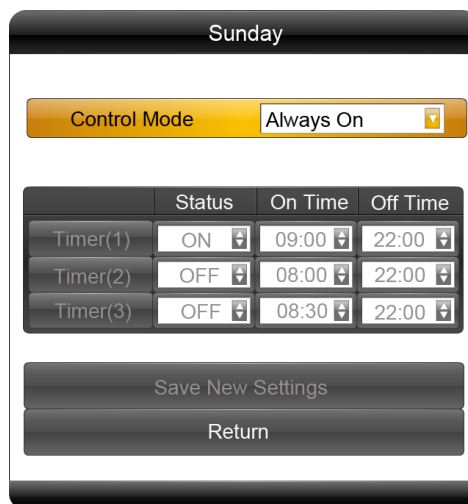 Sunday
Control Mode Always On
Status On Time Off Time
Timer(1) ON 09:00 22:00
Timer(2) OFF 08:00 22:00
Timer(3) OFF 08:30 22:00
Save New Settings
Return